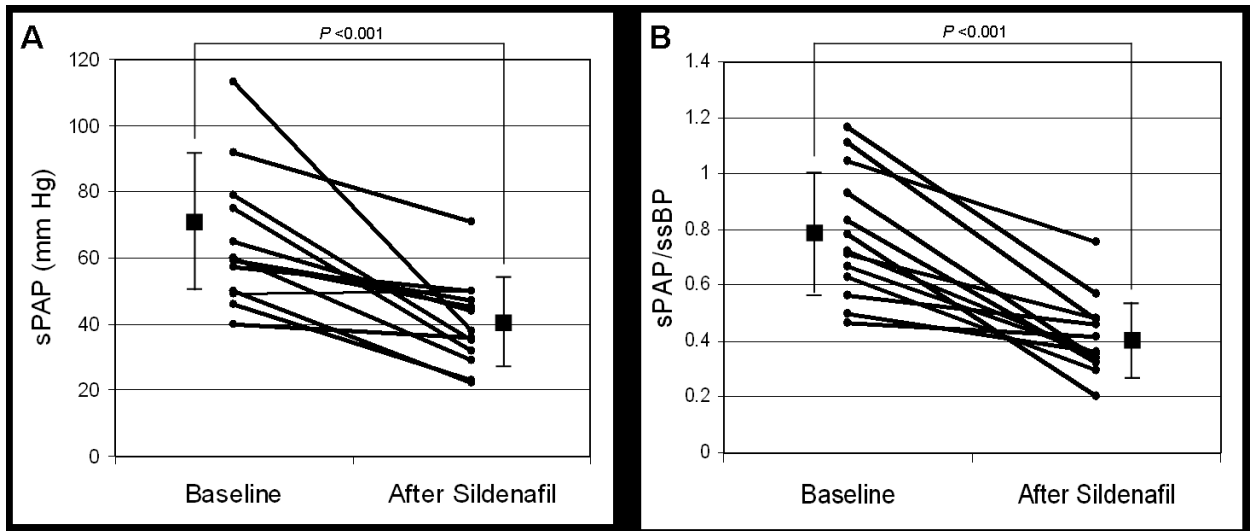 A
P <0.001
120
100
80
60
40
20
0
sPAP (mm Hg)
Baseline
After Sildenafil
B
P <0.001
1.4
1.2
1
0.8
0.6
0.4
0.2
0
sPAP/ssBP
Baseline
After Sildenafil